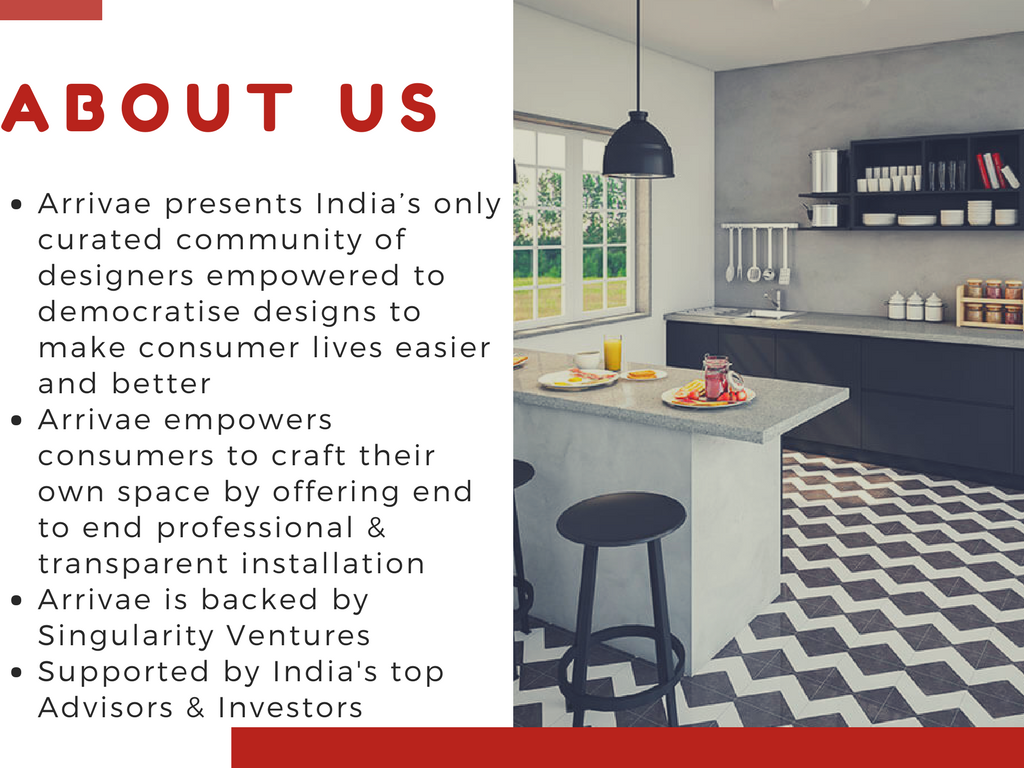 ABOUT US
• Arrivae presents India’s only
curated community of
designers empowered to
democratise designs to
make consumer lives easier
and better
• Arrivae empowers
consumers to craft their
own space by offering end
to end professional &
transparent installation
• Arrivae is backed by
Singularity Ventures
• Supported by India's top
Advisors & Investors